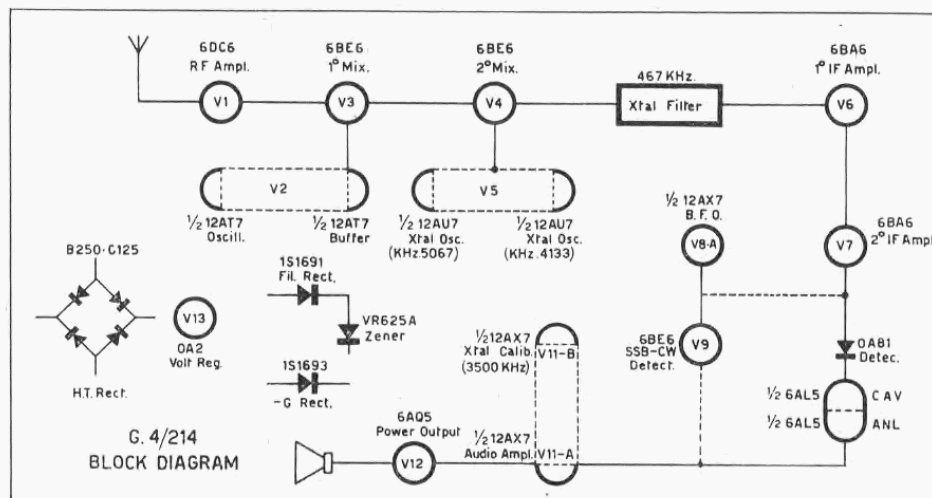 6DC6
RF Ampl.
V1
6BE6
1° Mix.
V3
6BE6
2° Mix.
V4
467 KHz.
Xtal Filter
6BA6
1° IF Ampl.
V6
V2
½ 12AT7
Oscill.
½ 12AT7
Buffer
V5
½ 12AU7
Xtal Osc.
(KHz.5067)
½ 12AU7
Xtal Osc.
(KHz.4133)
½ 12AX7
B.F.O.
V8-A
6BA6
2° IF Ampl
V7
B250-C125
H.T. Rect.
V13
OA2
Volt Reg.
1S1691
Fil. Rect.
VR625A
Zener
1S1693
-G Rect.
½12AX7
Xtal Calib.
(3500 KHz)
V11-B
6BE6
SSB-CW
Detect.
V9
OA81
Detec.
½ 6AL5
CAV
½ 6AL5
ANL
6AQ5
Power Output
V12
½12AX7
Audio Ampl.
V11-A
G.4/214
BLOCK DIAGRAM